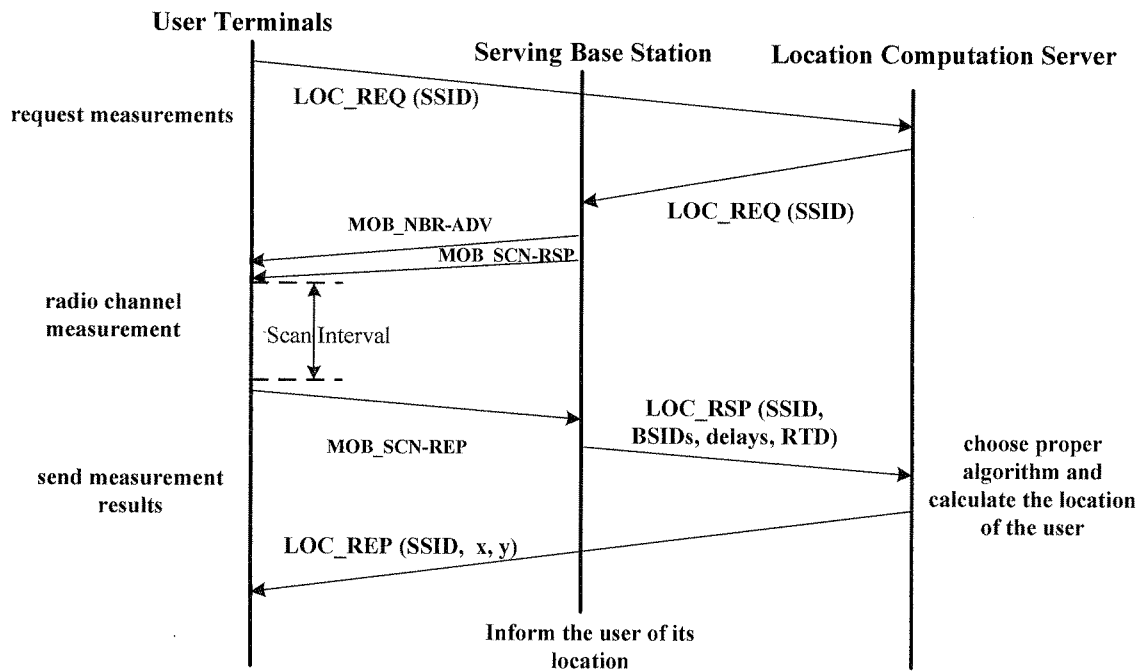 User Terminals
Serving Base Station
Location Computation Server
LOC_REQ (SSID)
request measurements
LOC_REQ (SSID)
MOB_NBR-ADV
MOB_SCN-RSP
radio channel
measurement
Scan Interval
LOC_RSP (SSID,
BSIDs, delays, RTD)
MOB_SCN-REP
choose proper
algorithm and
calculate the location
of the user
send measurement
results
LOC_REP (SSID, x, y)
Inform the user of its
location